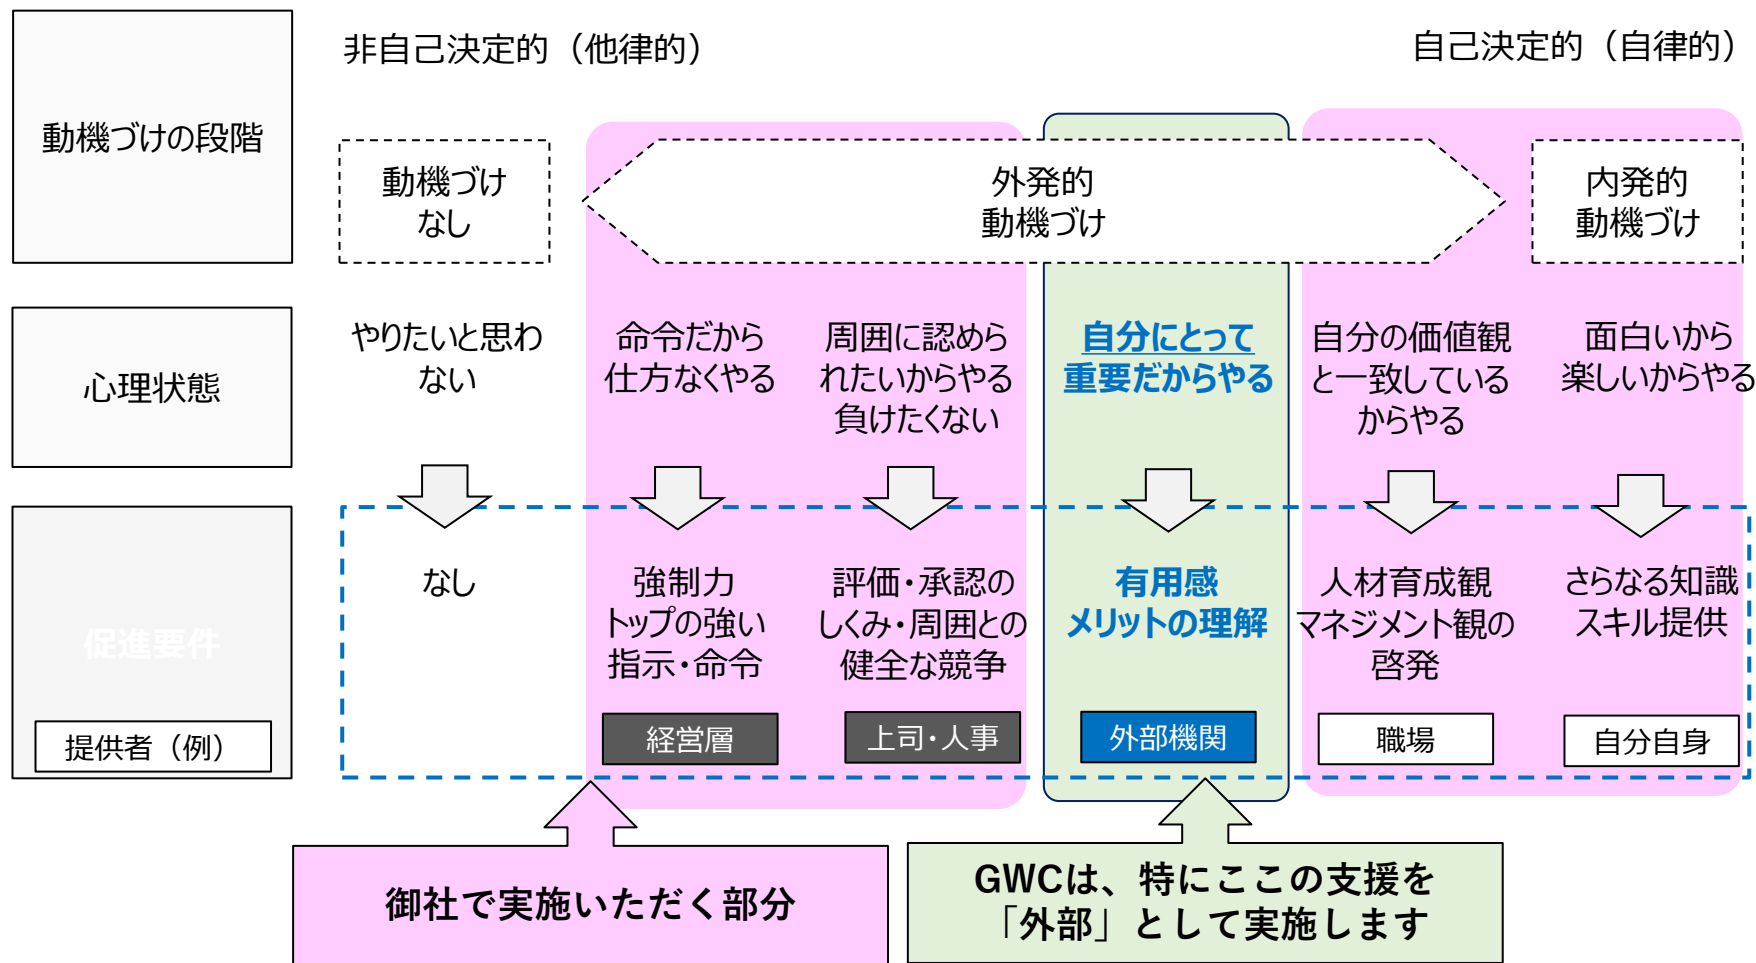 非自己決定的（他律的）
自己決定的（自律的）
動機づけの段階
動機づけ
なし
外発的
動機づけ
内発的
動機づけ
心理状態
やりたいと思わ
ない
命令だから
仕方なくやる
周囲に認めら
れたいからやる
負けたくない
自分にとって
重要だからやる
自分の価値観
と一致している
からやる
面白いから
楽しいからやる
促進要件
提供者（例）
なし
強制力
トップの強い
指示・命令
経営層
評価・承認の
しくみ・周囲との
健全な競争
上司・人事
有用感
メリットの理解
外部機関
人材育成観
マネジメント観の
啓発
職場
さらなる知識
スキル提供
自分自身
御社で実施いただく部分
GWCは、特にここの支援を
「外部」として実施します